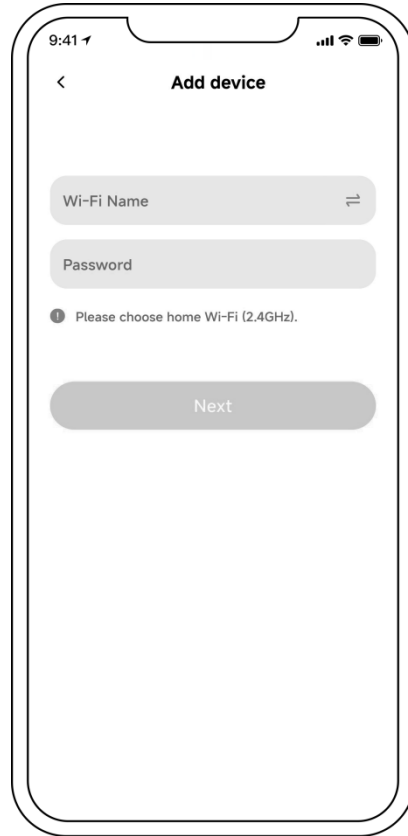 9:41
Add device
Wi-Fi Name
Password
Please choose home Wi-Fi (2.4GHz).
Next